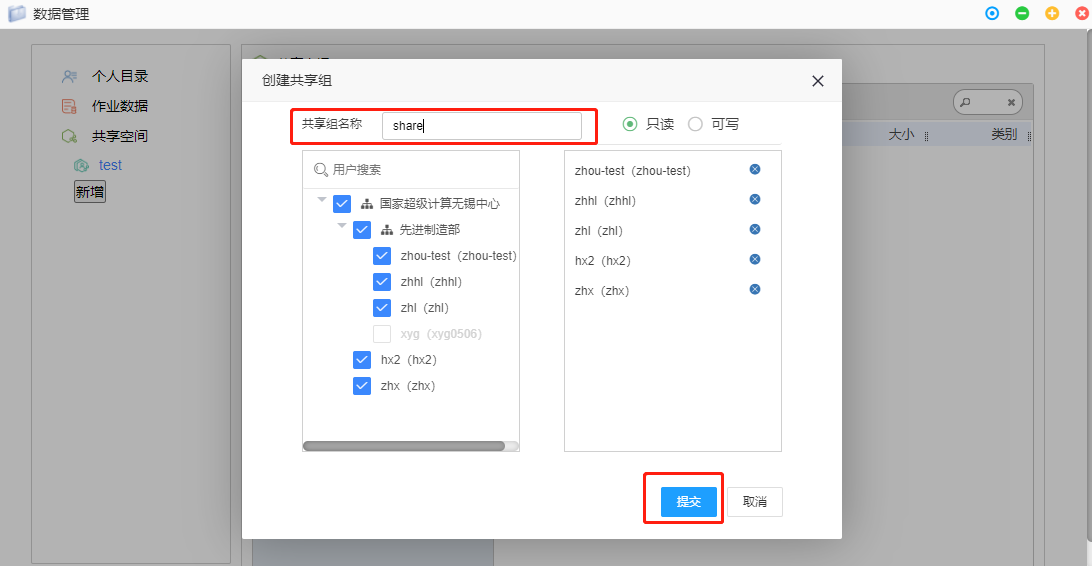 数据管理
个人目录
作业数据
共享空间
test
新增
大小
类别
创建共享组
共享组名称
share
只读
可写
用户搜索
国家超级计算无锡中心
先进制造部
zhou-test（zhou-test）
zhhl（zhhl）
zhl（zhl）
xyg（xyg0506）
hx2（hx2）
zhx（zhx）
zhou-test（zhou-test）
zhhl（zhhl）
zhl（zhl）
hx2（hx2）
zhx（zhx）
提交
取消